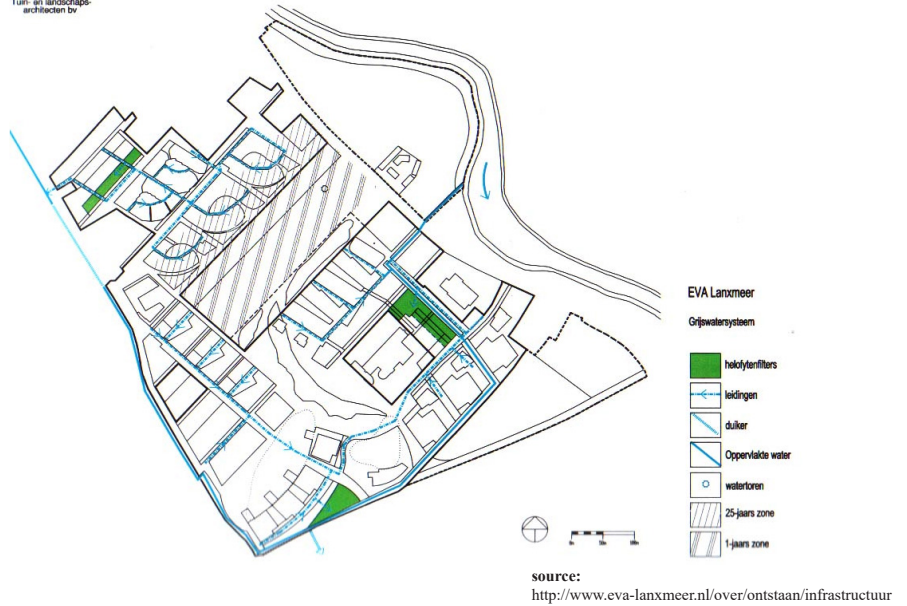 Tuin- en landschaps-
architecten bv
EVA Lanxmeer
Grijswatersysteem
helofytenfilters
leidingen
duiker
Oppervlakte water
watertoren
25-jaars zone
1-jaars zone
source:
http://www.eva-lanxmeer.nl/over/ontstaan/infrastructuur